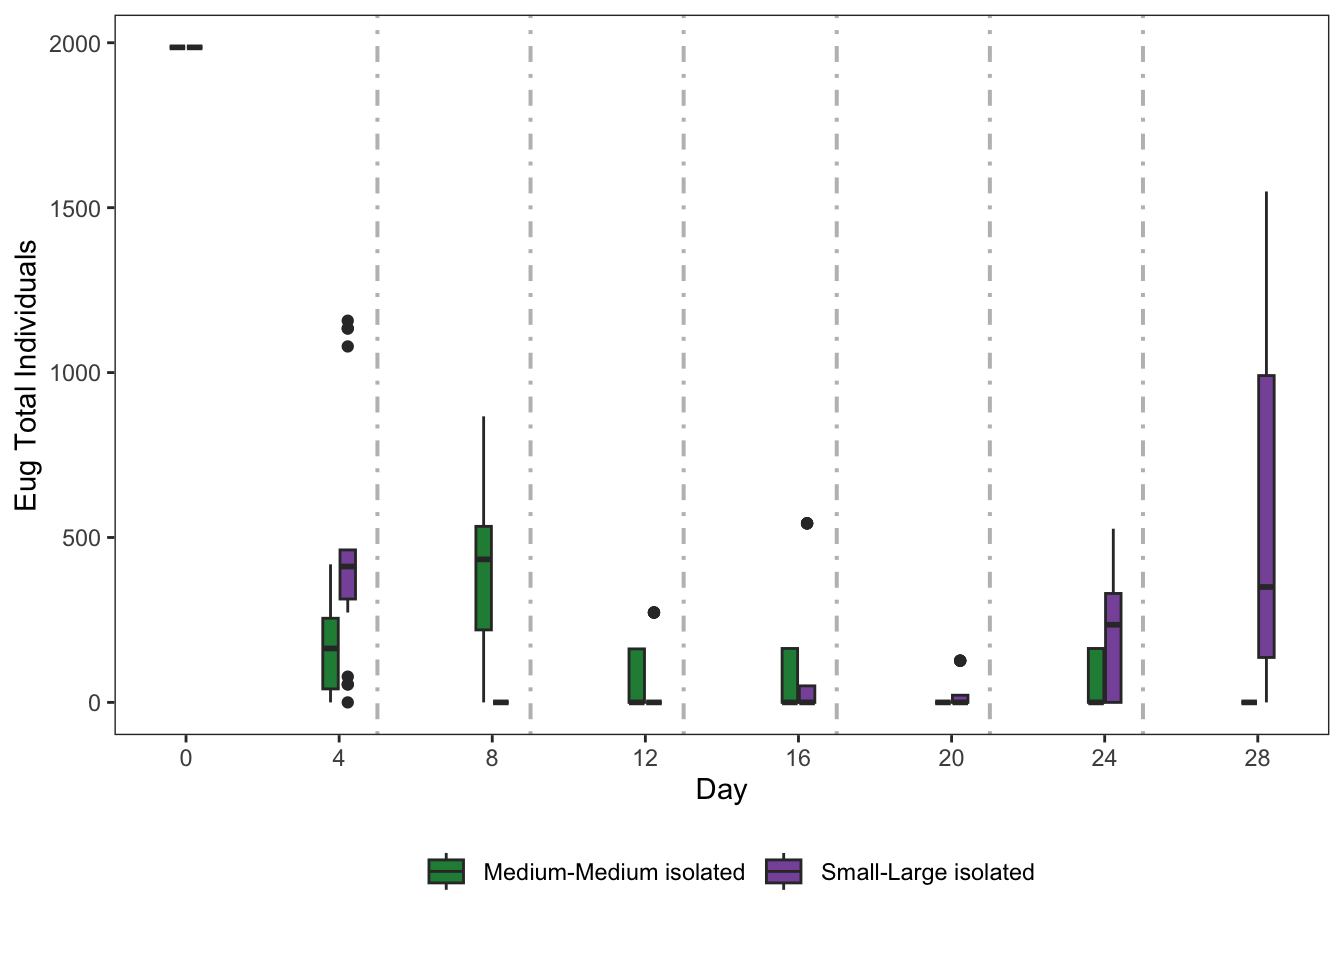 2000
1500
1000
500
0
Eug Total Individuals
0 4 8 12 16 20 24 28
Day
Medium-Medium isolated Small-Large isolated